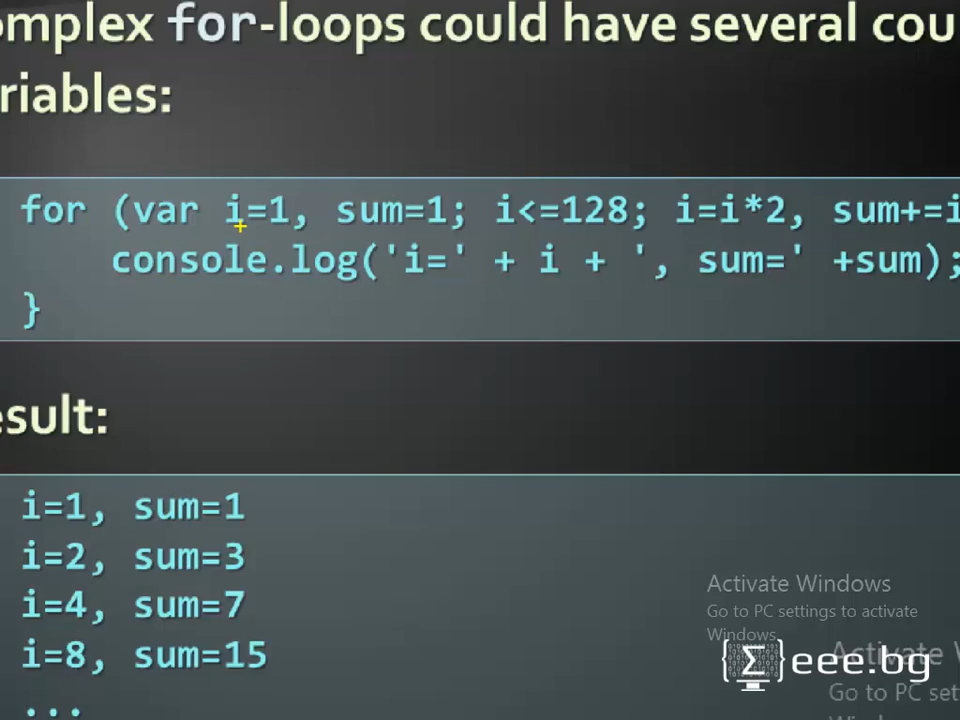 omplex for-loops could have several cou
riables:
for (var i=1, sum=1; i<=128; i=i*2, sum+=i
console.log('i=' + i + ', sum=' +sum);
}
esult:
i=1, sum=1
i=2, sum=3
i=4, sum=7
i=8, sum=15
...
Activate Windows
Go to PC settings to activate
Windows.
Activate W
Go to PC set
eee.bg